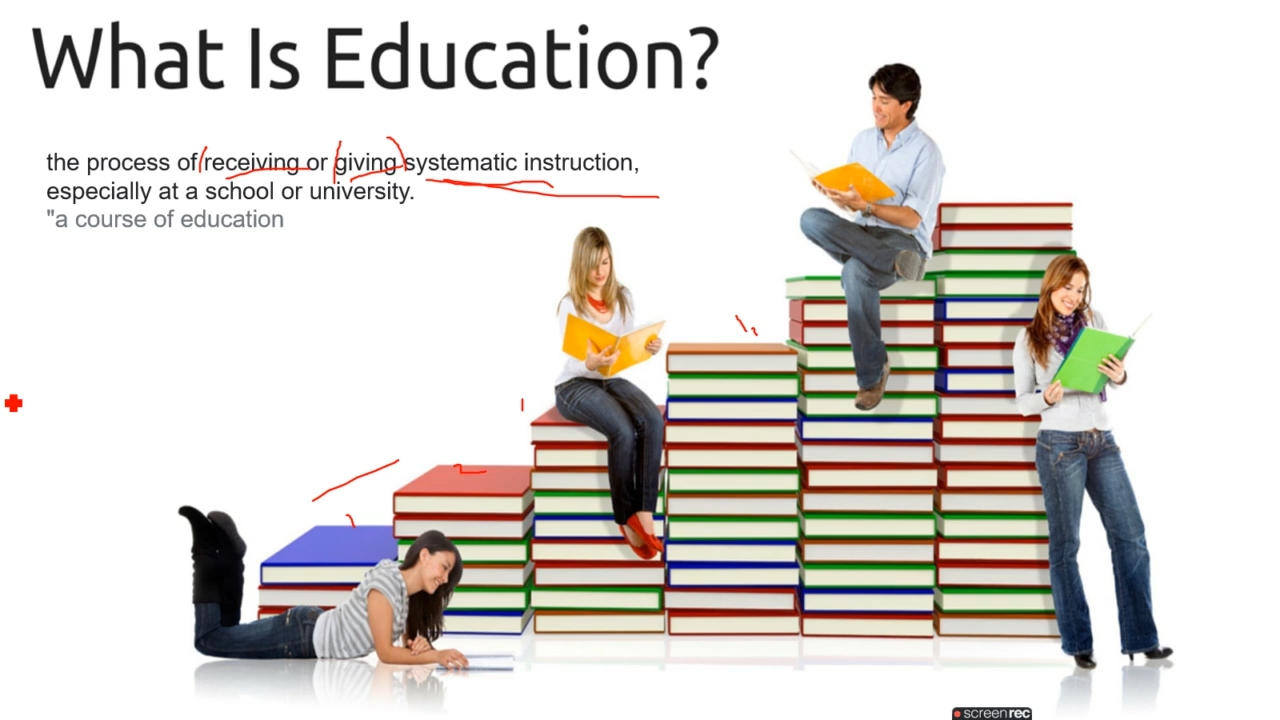 What Is Education?
the process of receiving or giving systematic instruction,
especially at a school or university.
"a course of education
screenrec